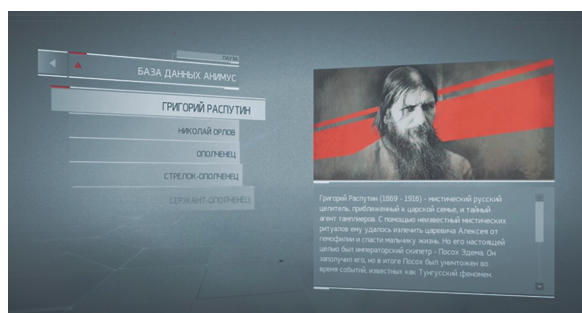 ПАУЗА
БАЗА ДАННЫХ АНИМУС
ГРИГОРИЙ РАСПУТИН
НИКОЛАЙ ОРЛОВ
ОПОЛЧЕНЕЦ
СТРЕЛОК-ОПОЛЧЕНЕЦ
СЕРЖАНТ-ОПОЛЧЕНЕЦ
Григорий Распутин (1869 - 1916) - мистический русский
целитель, приближенный к царской семье, и тайный
агент тамплиеров. С помощью неизвестный мистических
ритуалов ему удалось излечить царевича Алексея от
гемофилии и спасти мальчику жизнь. Но его настоящей
целью был императорский скипетр - Посох Эдема. Он
заполучил его, но в итоге Посох был уничтожен во
время событий, известных как Тунгусский феномен.